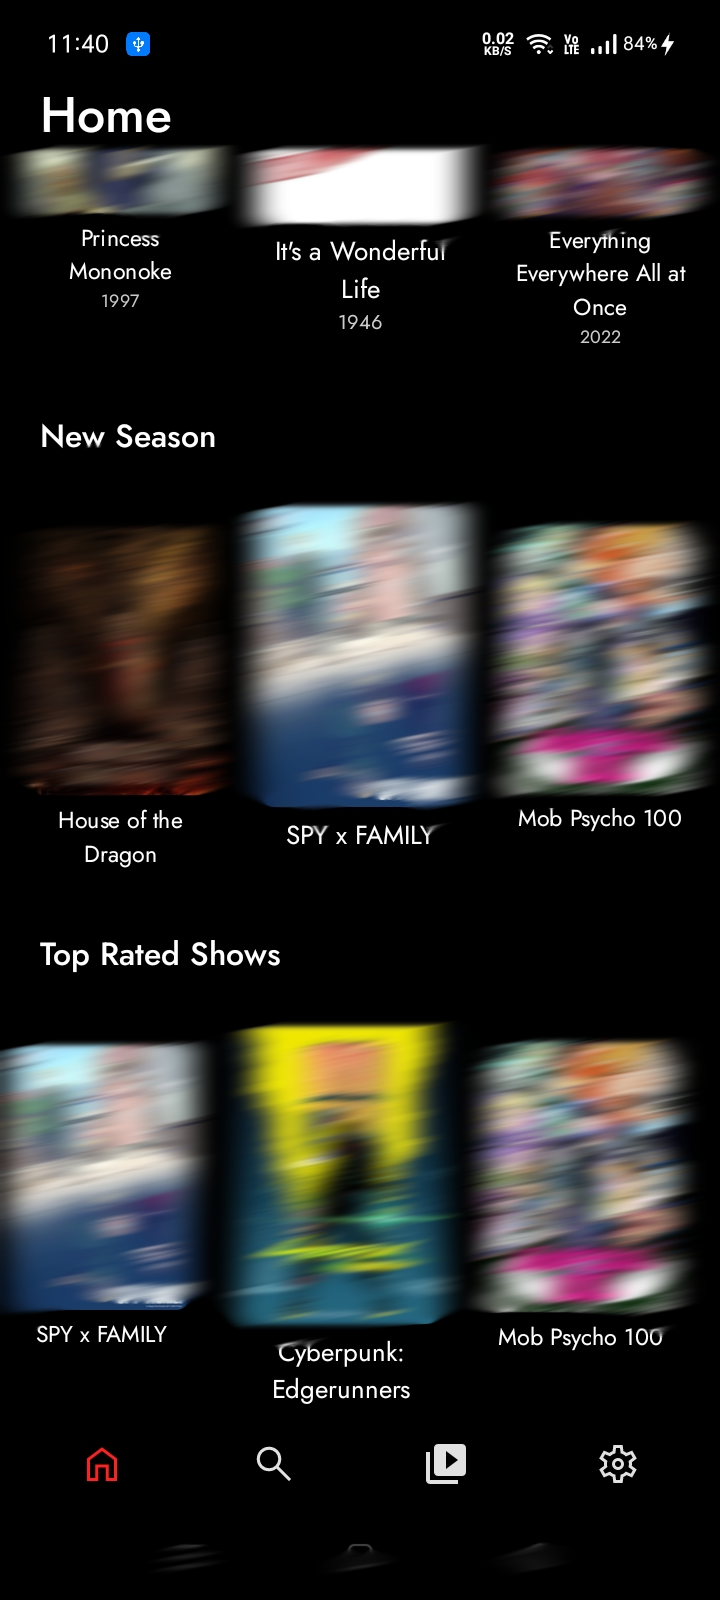 11:40
0.02
KB/S
Vo
LTE
84%
Home
Princess
Mononoke
1997
It's a Wonderful
Life
1946
Everything
Everywhere All at
Once
2022
New Season
House of the
Dragon
SPY x FAMILY
Mob Psycho 100
Top Rated Shows
SPY x FAMILY
Cyberpunk:
Edgerunners
Mob Psycho 100